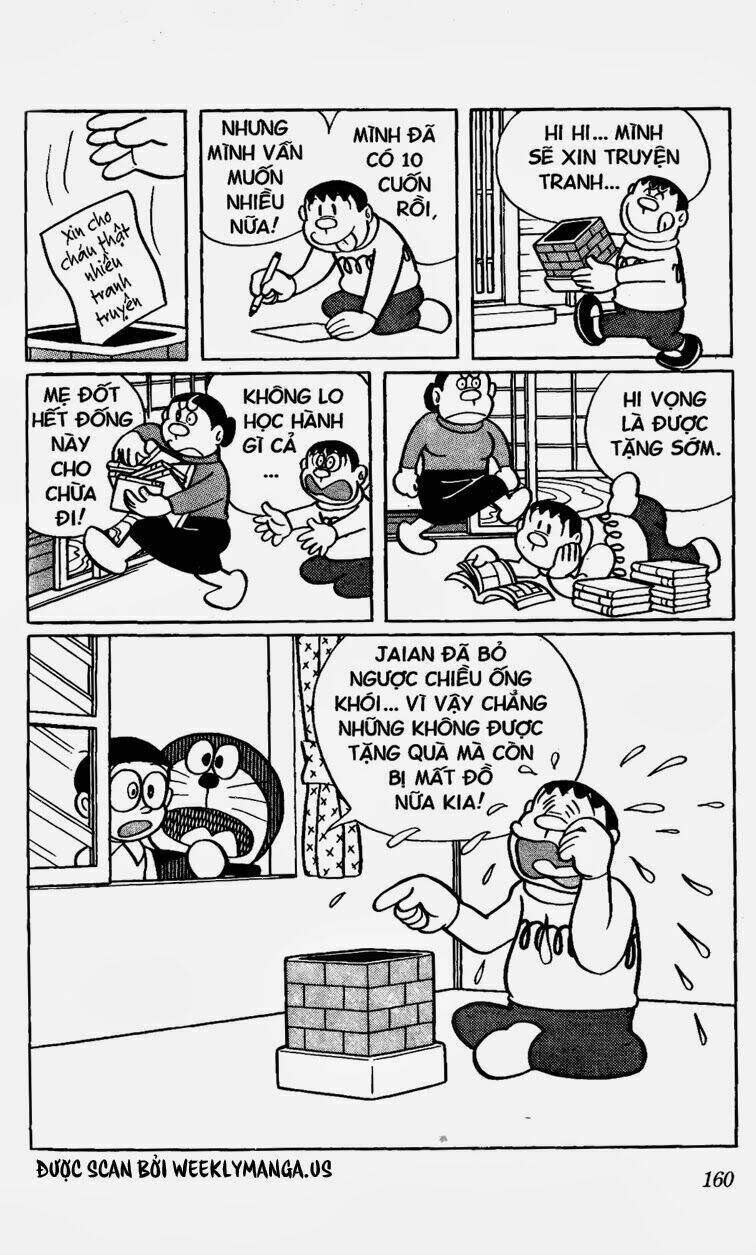 HI HI... MÌNH
SẼ XIN TRUYỆN
TRANH...
MÌNH ĐÃ
CÓ 10
CUỐN
RỒI,
NHƯNG
MÌNH VẪN
MUỐN
NHIỀU
NỮA!
Xin cho
cháu thật
nhiều
tranh
truyện
HI VỌNG
LÀ ĐƯỢC
TẶNG SỚM.
KHÔNG LO
HỌC HÀNH
GÌ CẢ
...
MẸ ĐỐT
HẾT ĐỐNG
NÀY
CHO
CHỪA
ĐI!
JAIAN ĐÃ BỎ
NGƯỢC CHIỀU ỐNG
KHÓI... VÌ VẬY CHẲNG
NHỮNG KHÔNG ĐƯỢC
TẶNG QUÀ MÀ CÒN
BỊ MẤT ĐỒ
NỮA KIA!
ĐƯỢC SCAN BỞI WEEKLYMANGA.US
160